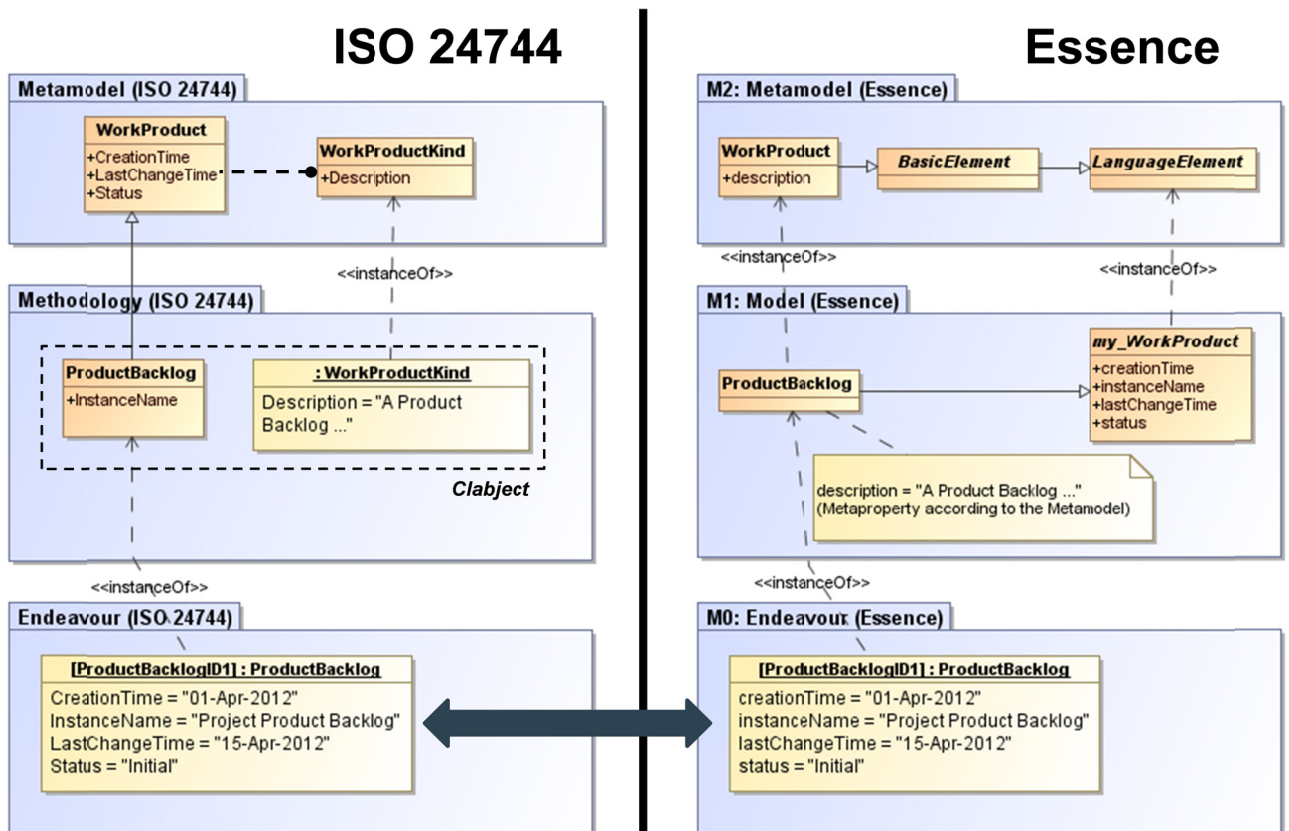 ISO 24744
Metamodel (ISO 24744)
WorkProduct
+CreationTime
+LastChangeTime
+Status
WorkProductKind
+Description
<<instanceOf>>
Methodology (ISO 24744)
ProductBacklog
+InstanceName
: WorkProductKind
Description = "A Product
Backlog ..."
Clabject
<<instanceOf>>
Endeavour (ISO 24744)
[ProductBacklogID1] : ProductBacklog
CreationTime = "01-Apr-2012"
InstanceName = "Project Product Backlog"
LastChangeTime = "15-Apr-2012"
Status = "Initial"
Essence
M2: Metamodel (Essence)
WorkProduct
+description
BasicElement
LanguageElement
<<instanceOf>>
<<instanceOf>>
M1: Model (Essence)
ProductBacklog
my_WorkProduct
+creationTime
+instanceName
+lastChangeTime
+status
description = "A Product Backlog ..."
(Metaproperty according to the Metamodel)
<<instanceOf>>
M0: Endeavour (Essence)
[ProductBacklogID1] : ProductBacklog
creationTime = "01-Apr-2012"
instanceName = "Project Product Backlog"
lastChangeTime = "15-Apr-2012"
status = "Initial"